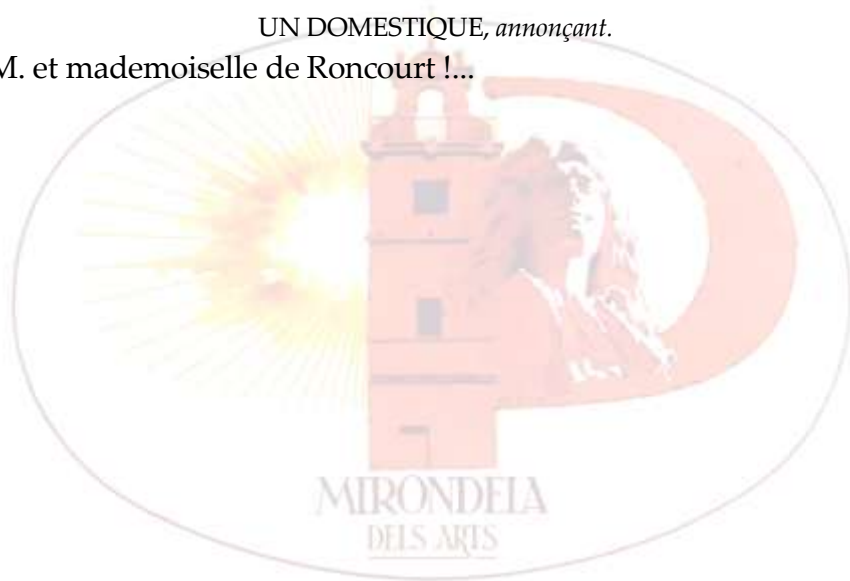 UN DOMESTIQUE, annonçant.
M. et mademoiselle de Roncourt !...
MIRONDELA
DELS ARTS